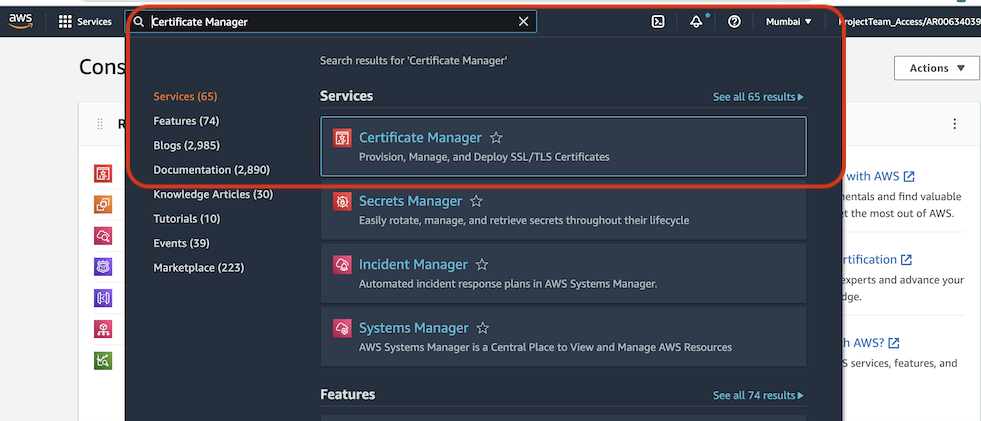 aws
Services
Certificate Manager
Mumbai
ProjectTeam_Access/AR00634039
Cons
Actions
Search results for 'Certificate Manager'
Services (65)
Features (74)
Blogs (2,985)
Documentation (2,890)
Knowledge Articles (30)
Tutorials (10)
Events (39)
Marketplace (223)
Services
See all 65 results
Certificate Manager
Provision, Manage, and Deploy SSL/TLS Certificates
Secrets Manager
Easily rotate, manage, and retrieve secrets throughout their lifecycle
Incident Manager
Automated incident response plans in AWS Systems Manager.
Systems Manager
AWS Systems Manager is a Central Place to View and Manage AWS Resources
Features
See all 74 results
R
with AWS
mentals and find valuable
et the most out of AWS.
rtification
experts and advance your
dge.
h AWS?
S services, features, and